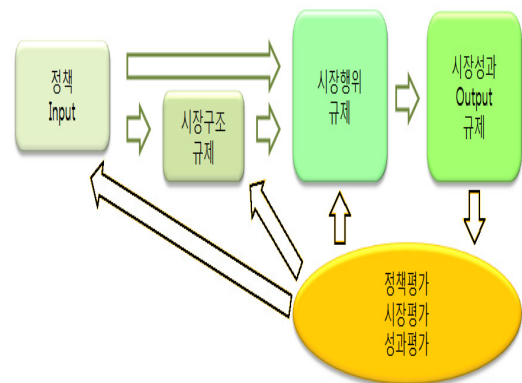 정책
Input
시장구조
규제
시장행위
규제
시장성과
Output
규제
정책평가
시장평가
성과평가